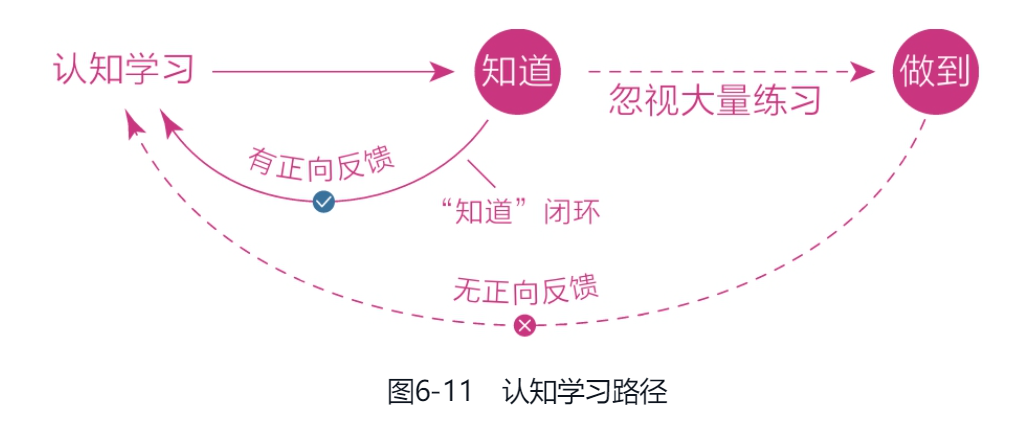 认知学习
知道
做到
忽视大量练习
有正向反馈
“知道”闭环
无正向反馈
图6-11 认知学习路径